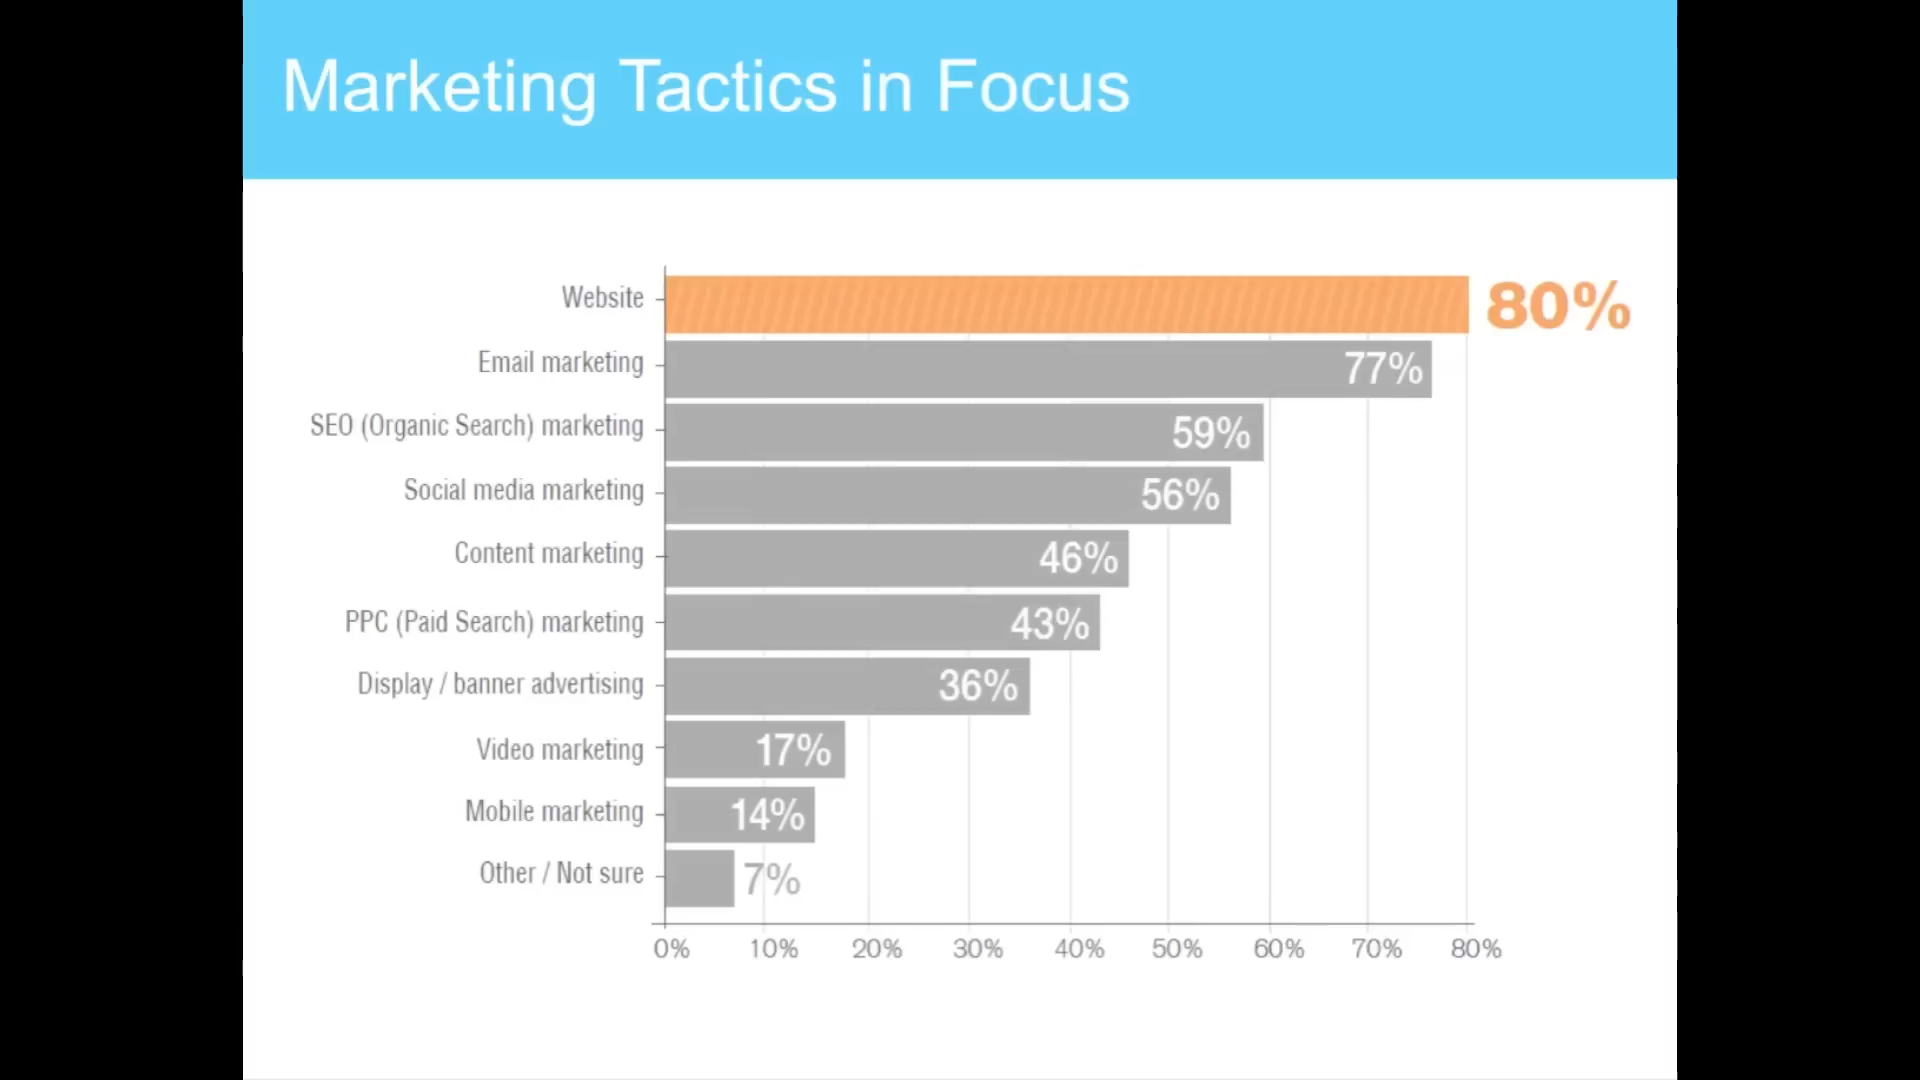 Marketing Tactics in Focus
Website 80%
Email marketing 77%
SEO (Organic Search) marketing 59%
Social media marketing 56%
Content marketing 46%
PPC (Paid Search) marketing 43%
Display / banner advertising 36%
Video marketing 17%
Mobile marketing 14%
Other / Not sure 7%
0% 10% 20% 30% 40% 50% 60% 70% 80%